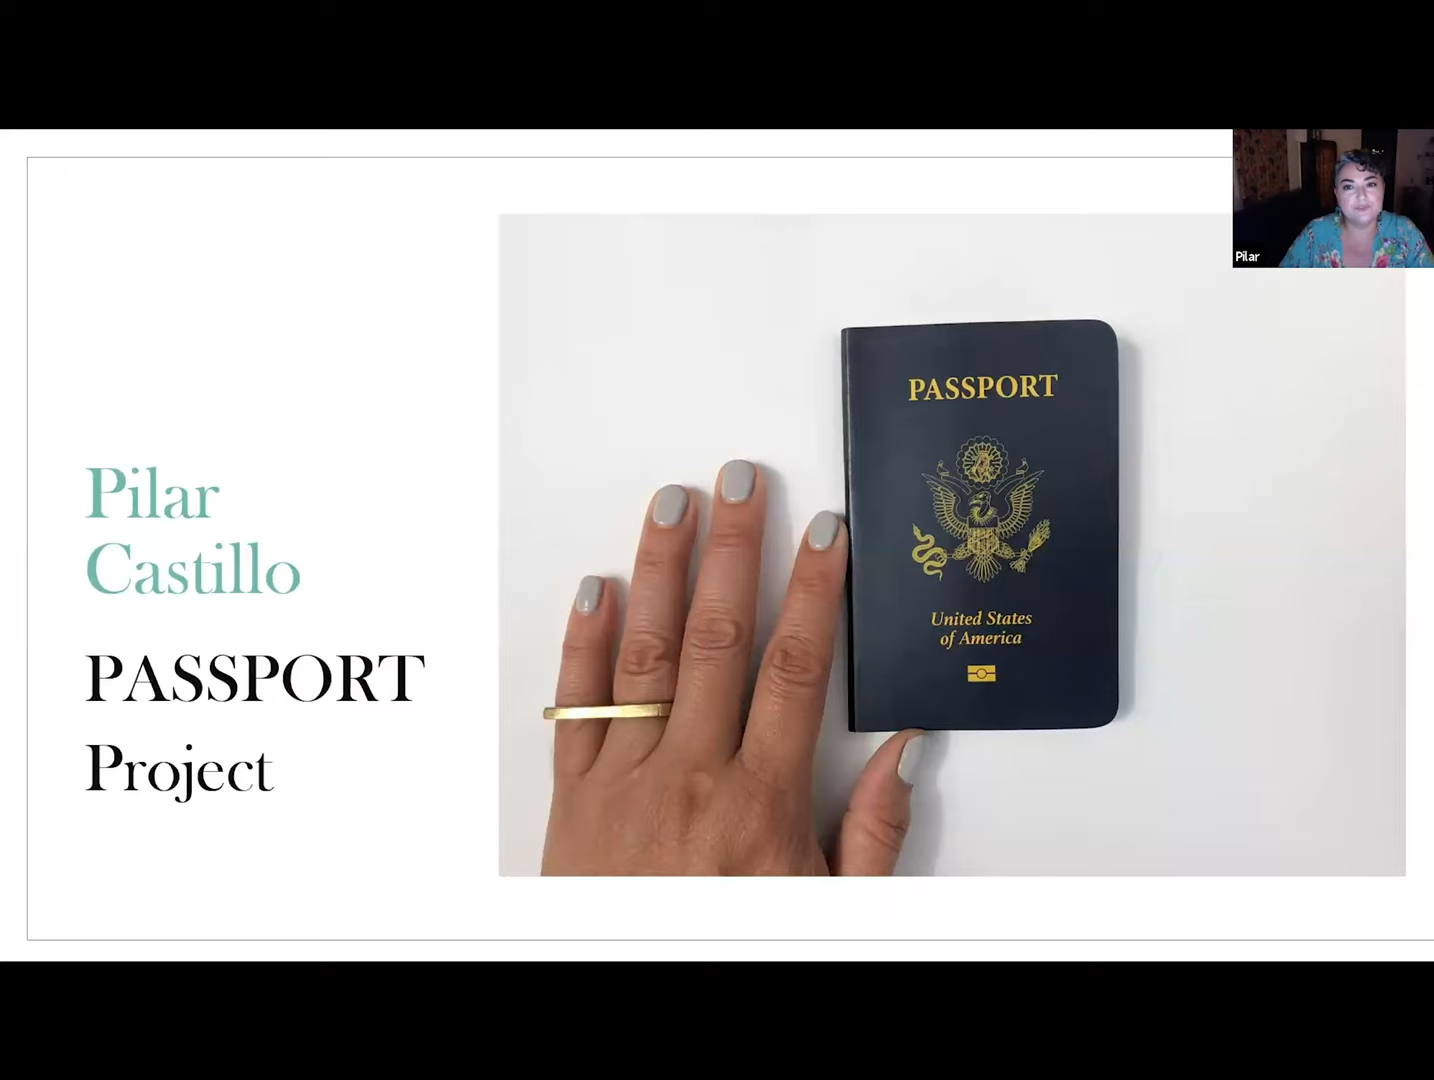 Pilar
Castillo
PASSPORT
Project
PASSPORT
United States
of America
Pilar